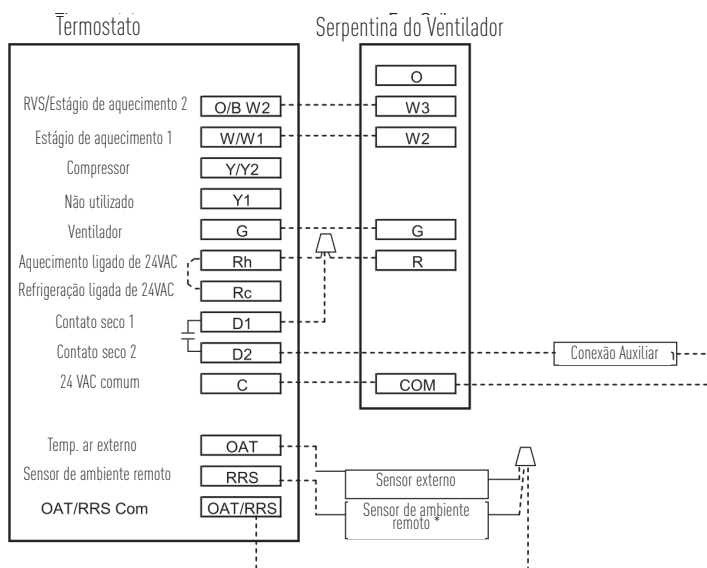 Termostato
Serpentina do Ventilador
O
RVS/Estágio de aquecimento 2
O/B W2
W3
Estágio de aquecimento 1
W/W1
W2
Compressor
Y/Y2
Não utilizado
Y1
Ventilador
G
G
Aquecimento ligado de 24VAC
Rh
R
Refrigeração ligada de 24VAC
Rc
Contato seco 1
D1
Contato seco 2
D2
Conexão Auxiliar
24 VAC comum
C
COM
Temp. ar externo
OAT
Sensor de ambiente remoto
RRS
Sensor externo
OAT/RRS Com
OAT/RRS
Sensor de ambiente
remoto *